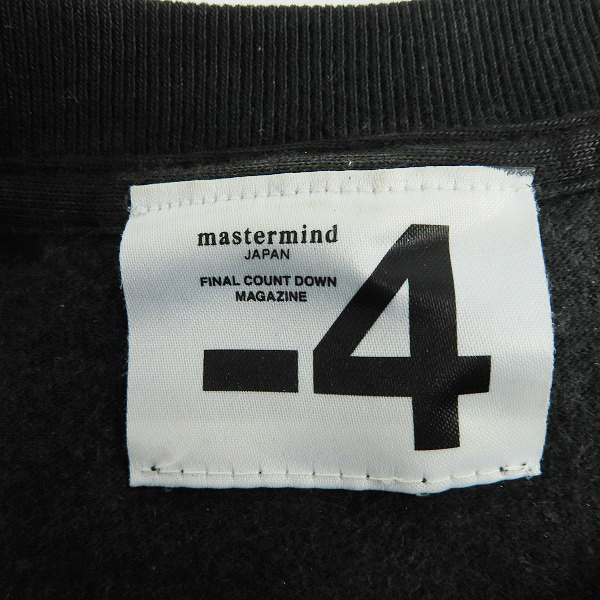 mastermind
JAPAN
FINAL COUNT DOWN
MAGAZINE
-4